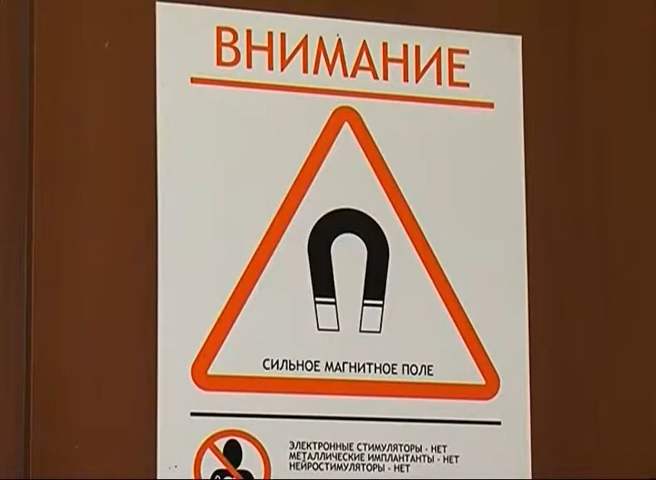 ВНИМАНИЕ
СИЛЬНОЕ МАГНИТНОЕ ПОЛЕ
ЭЛЕКТРОННЫЕ СТИМУЛЯТОРЫ - НЕТ
МЕТАЛЛИЧЕСКИЕ ИМПЛАНТАНТЫ - НЕТ
НЕЙРОСТИМУЛЯТОРЫ - НЕТ